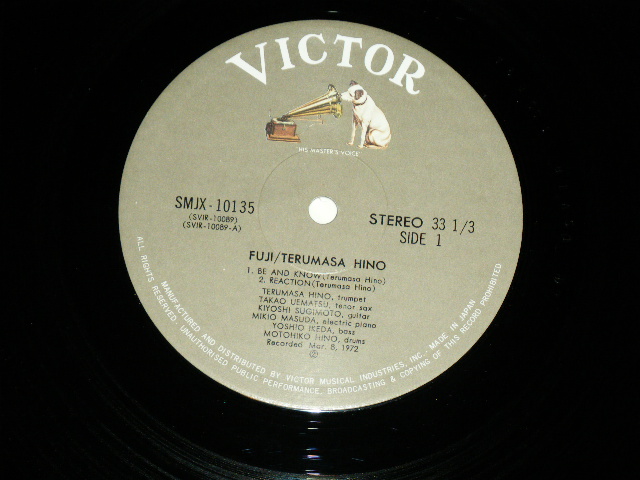 VICTOR
"HIS MASTER'S VOICE"
SMJX-10135
(SVIR-10089)
(SVIR-10089-A)
STEREO 33 1/3
SIDE 1
FUJI/TERUMASA HINO
1. BE AND KNOW (Terumasa Hino)
2. REACTION (Terumasa Hino)
TERUMASA HINO, trumpet
TAKAO UEMATSU, tenor sax
KIYOSHI SUGIMOTO, guitar
MIKIO MASUDA, electric piano
YOSHIO IKEDA, bass
MOTOHIKO HINO, drums
Recorded Mar. 8, 1972
Ⓟ
MANUFACTURED AND DISTRIBUTED BY VICTOR MUSICAL INDUSTRIES, INC. MADE IN JAPAN
ALL RIGHTS RESERVED. UNAUTHORISED PUBLIC PERFORMANCE, BROADCASTING & COPYING OF THIS RECORD PROHIBITED